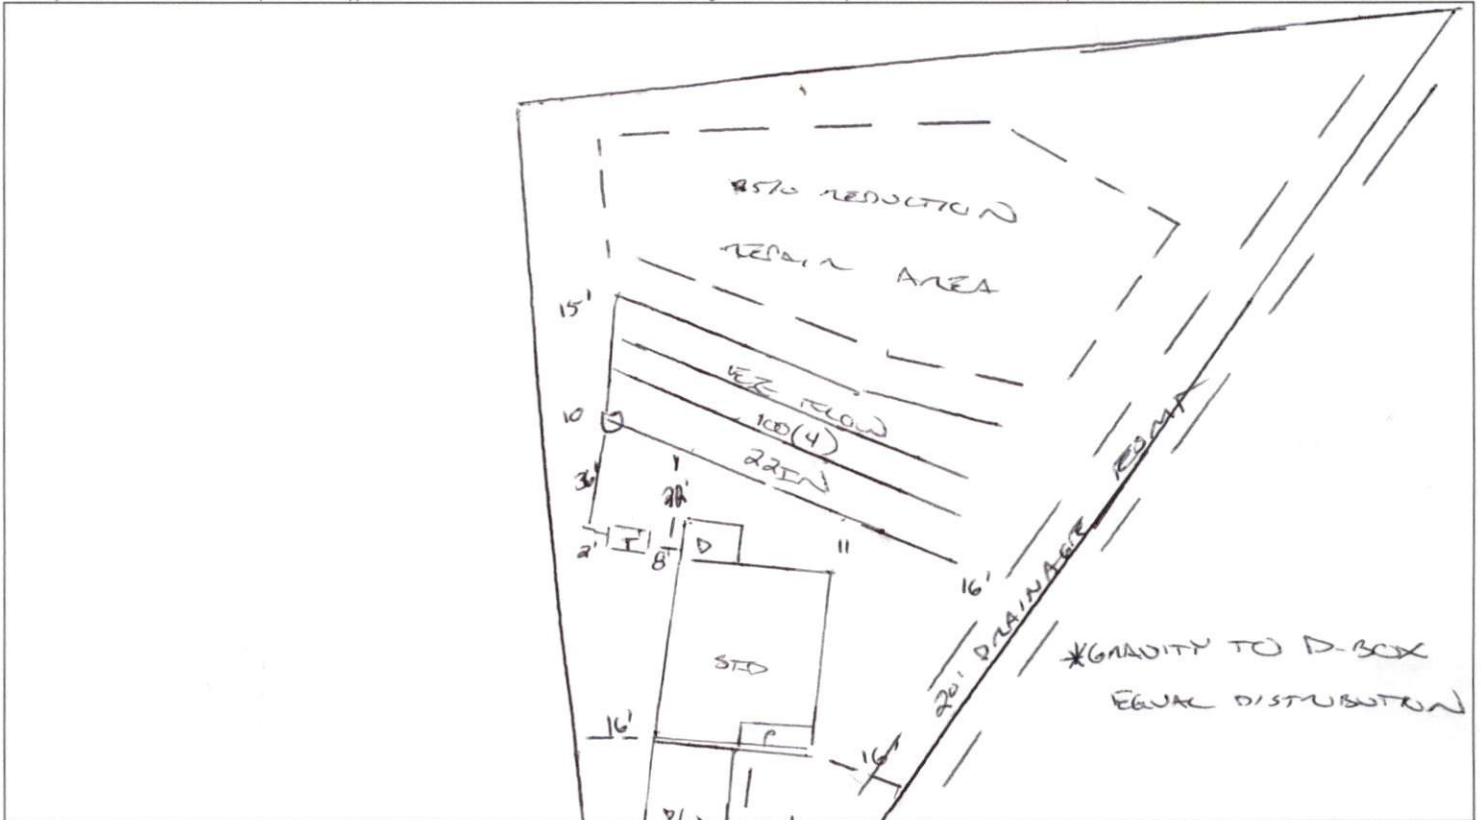 REDUCTION
REPAIR AREA
15'
EZ FLOW
100(4)
22IN
10
36'
2'
T
8'
D
11
16'
STD
16'
P
16'
20' DRAINAGE ESMT
*GRAVITY TO D-BOX
EQUAL DISTRIBUTION